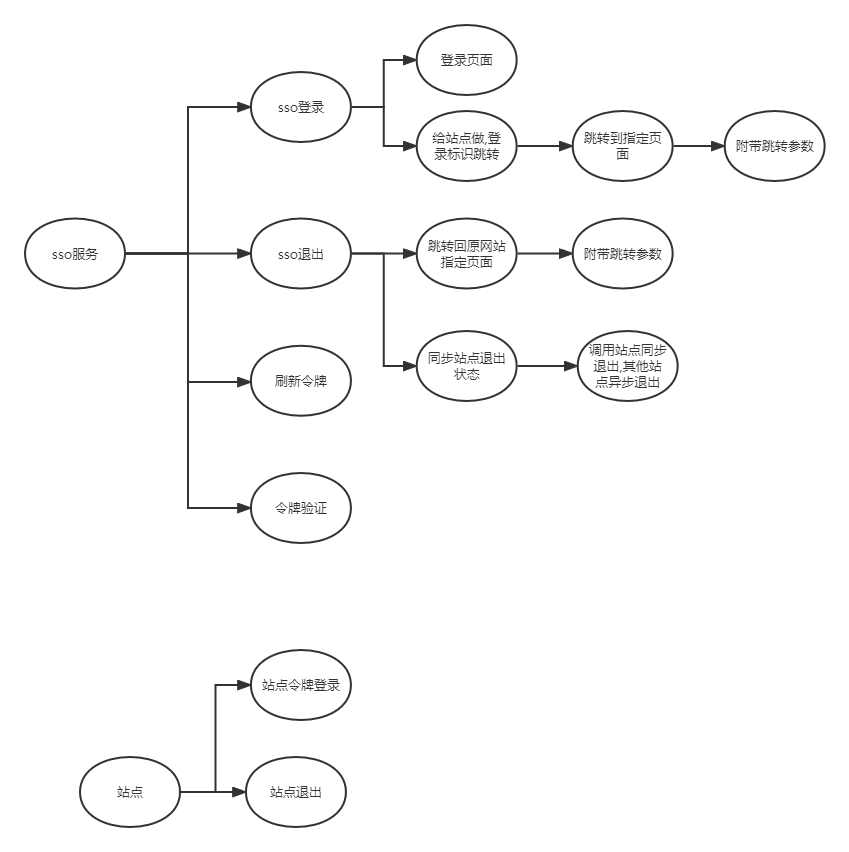 登录页面
sso登录
给站点做,登
录标识跳转
跳转到指定页
面
附带跳转参数
sso服务
sso退出
跳转回原网站
指定页面
附带跳转参数
同步站点退出
状态
调用站点同步
退出,其他站
点异步退出
刷新令牌
令牌验证
站点令牌登录
站点
站点退出